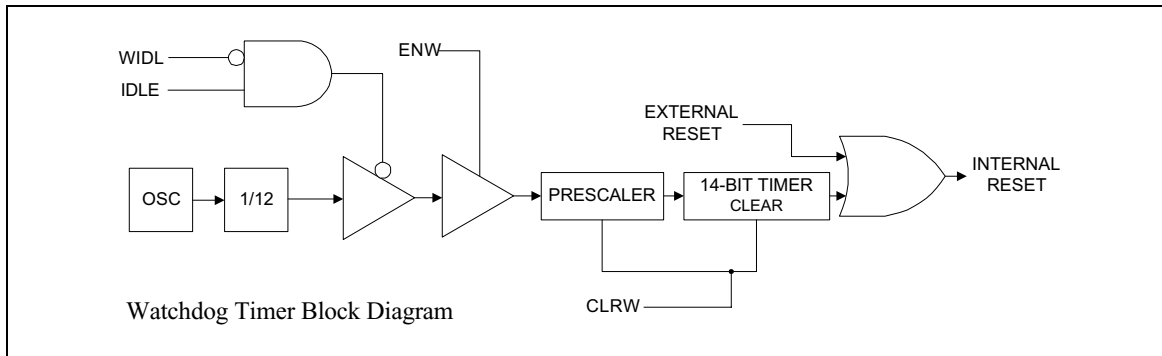 WIDL
IDLE
ENW
EXTERNAL
RESET
INTERNAL
RESET
OSC
1/12
PRESCALER
14-BIT TIMER
CLEAR
CLRW
Watchdog Timer Block Diagram